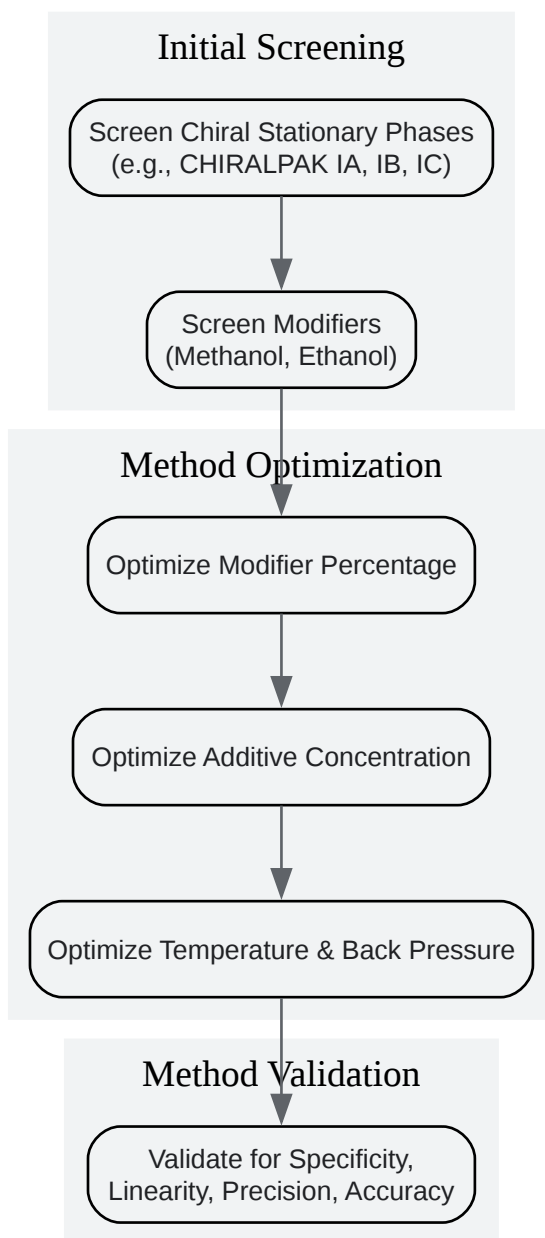 Initial Screening
Screen Chiral Stationary Phases
(e.g., CHIRALPAK IA, IB, IC)
Screen Modifiers
(Methanol, Ethanol)
Method Optimization
Optimize Modifier Percentage
Optimize Additive Concentration
Optimize Temperature & Back Pressure
Method Validation
Validate for Specificity,
Linearity, Precision, Accuracy